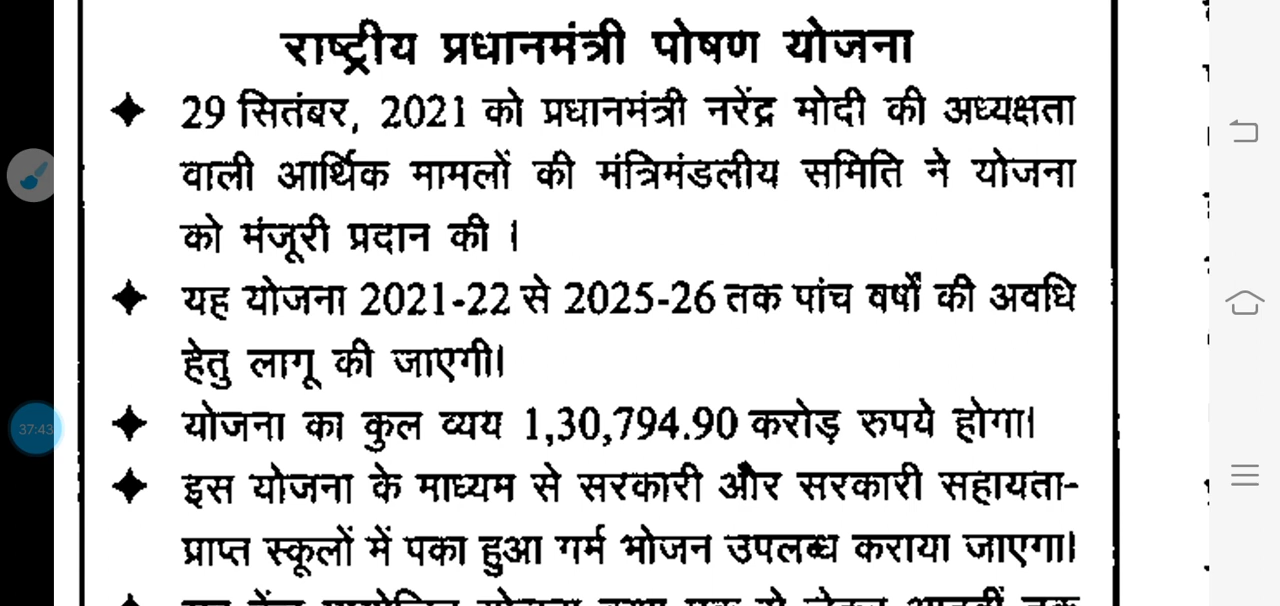 राष्ट्रीय प्रधानमंत्री पोषण योजना
29 सितंबर, 2021 को प्रधानमंत्री नरेंद्र मोदी की अध्यक्षता
वाली आर्थिक मामलों की मंत्रिमंडलीय समिति ने योजना
को मंजूरी प्रदान की ।
यह योजना 2021-22 से 2025-26 तक पांच वर्षों की अवधि
हेतु लागू की जाएगी।
योजना का कुल व्यय 1,30,794.90 करोड़ रुपये होगा।
इस योजना के माध्यम से सरकारी और सरकारी सहायता-
प्राप्त स्कूलों में पका हुआ गर्म भोजन उपलब्ध कराया जाएगा।
37:43